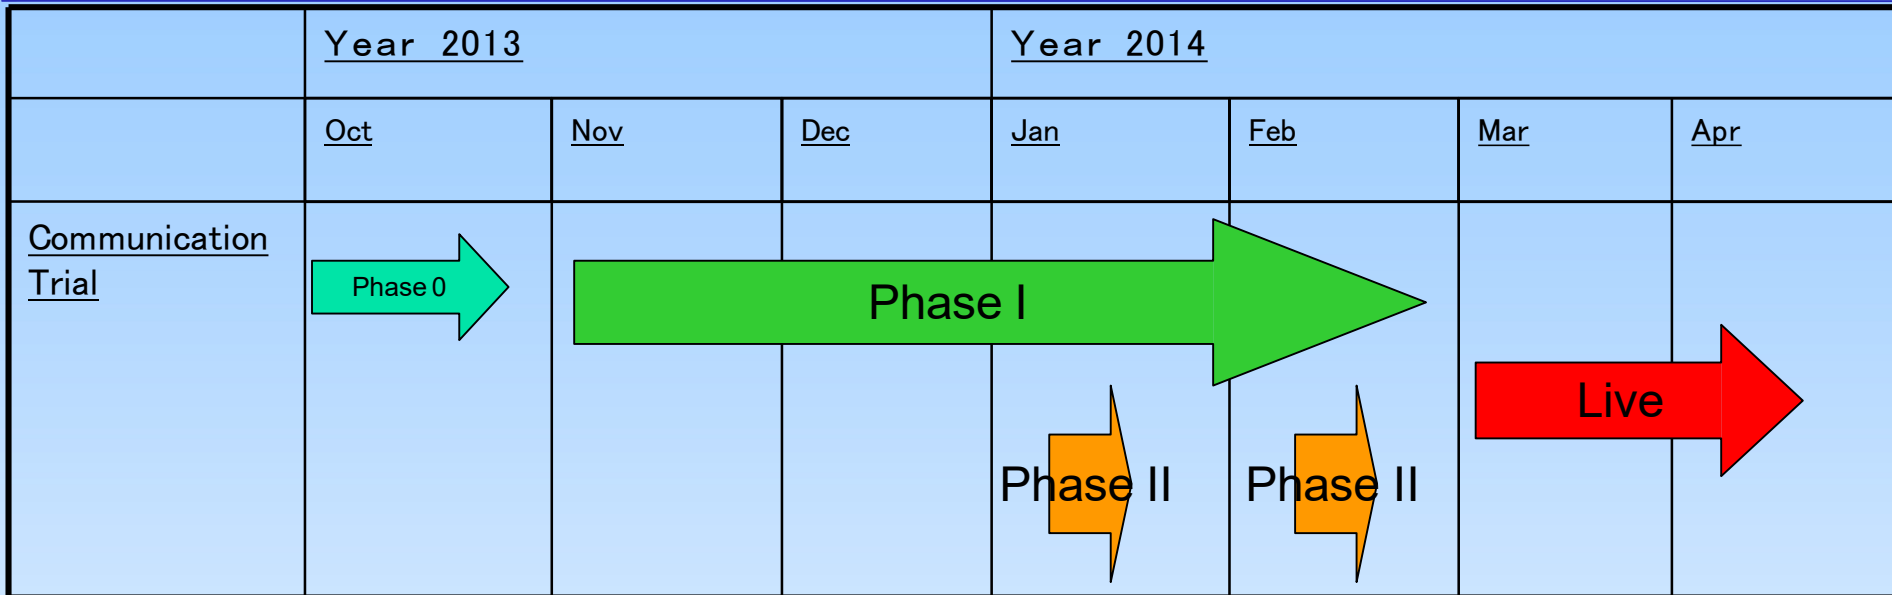 Year 2013
Year 2014
Oct
Nov
Dec
Jan
Feb
Mar
Apr
Communication
Trial
Phase 0
Phase I
Live
Phase II
Phase II